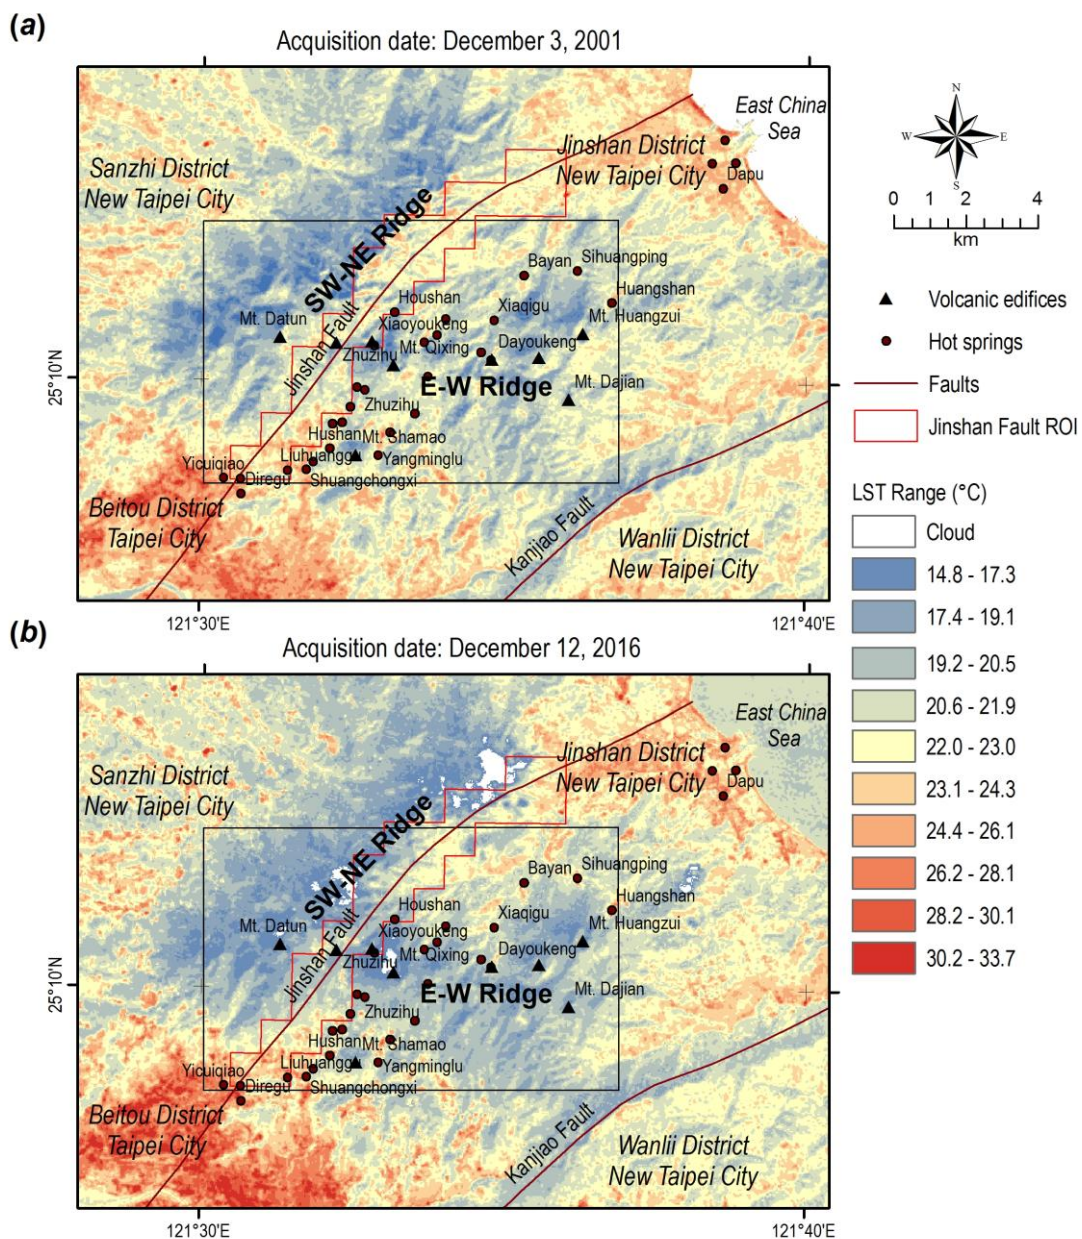 (a)
Acquisition date: December 3, 2001
East China
Sea
Jinshan District
New Taipei City
Dapu
Sanzhi District
New Taipei City
SW-NE Ridge
Bayan
Sihuangping
Huangshan
Houshan
Xiaqigu
Mt. Huangzui
Mt. Datun
Xiaoyoukeng
Jinshan Fault
Zhuzihu
Mt. Qixing
Dayoukeng
E-W Ridge
Mt. Dajian
25°10'N
Zhuzihu
Hushan
Mt. Shamao
Yicuiqiao
Liuhuanggu
Yangminglu
Diregu
Shuangchongxi
Beitou District
Taipei City
Kanjiao Fault
Wanlii District
New Taipei City
121°30'E
121°40'E
N
W
E
S
0 1 2 4
km
Volcanic edifices
Hot springs
Faults
Jinshan Fault ROI
LST Range (°C)
Cloud
14.8 - 17.3
17.4 - 19.1
19.2 - 20.5
20.6 - 21.9
22.0 - 23.0
23.1 - 24.3
24.4 - 26.1
26.2 - 28.1
28.2 - 30.1
30.2 - 33.7
(b)
Acquisition date: December 12, 2016
East China
Sea
Jinshan District
New Taipei City
Dapu
Sanzhi District
New Taipei City
SW-NE Ridge
Bayan
Sihuangping
Huangshan
Houshan
Xiaqigu
Mt. Huangzui
Mt. Datun
Xiaoyoukeng
Jinshan Fault
Zhuzihu
Mt. Qixing
Dayoukeng
E-W Ridge
Mt. Dajian
25°10'N
Zhuzihu
Hushan
Mt. Shamao
Yicuiqiao
Liuhuanggu
Yangminglu
Diregu
Shuangchongxi
Beitou District
Taipei City
Kanjiao Fault
Wanlii District
New Taipei City
121°30'E
121°40'E